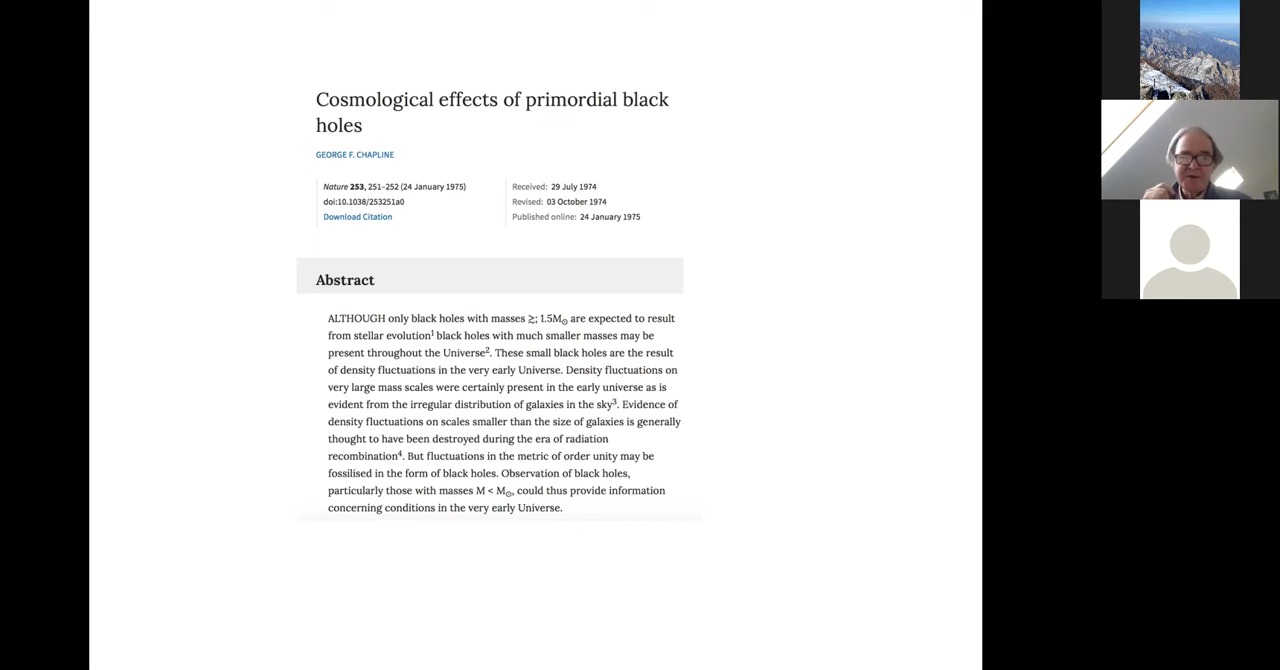 Cosmological effects of primordial black
holes
GEORGE F. CHAPLINE
Nature 253, 251–252 (24 January 1975)
doi:10.1038/253251a0
Download Citation
Received: 29 July 1974
Revised: 03 October 1974
Published online: 24 January 1975
Abstract
ALTHOUGH only black holes with masses ≳; 1.5M⊙ are expected to result
from stellar evolution¹ black holes with much smaller masses may be
present throughout the Universe². These small black holes are the result
of density fluctuations in the very early Universe. Density fluctuations on
very large mass scales were certainly present in the early universe as is
evident from the irregular distribution of galaxies in the sky³. Evidence of
density fluctuations on scales smaller than the size of galaxies is generally
thought to have been destroyed during the era of radiation
recombination⁴. But fluctuations in the metric of order unity may be
fossilised in the form of black holes. Observation of black holes,
particularly those with masses M < M⊙, could thus provide information
concerning conditions in the very early Universe.